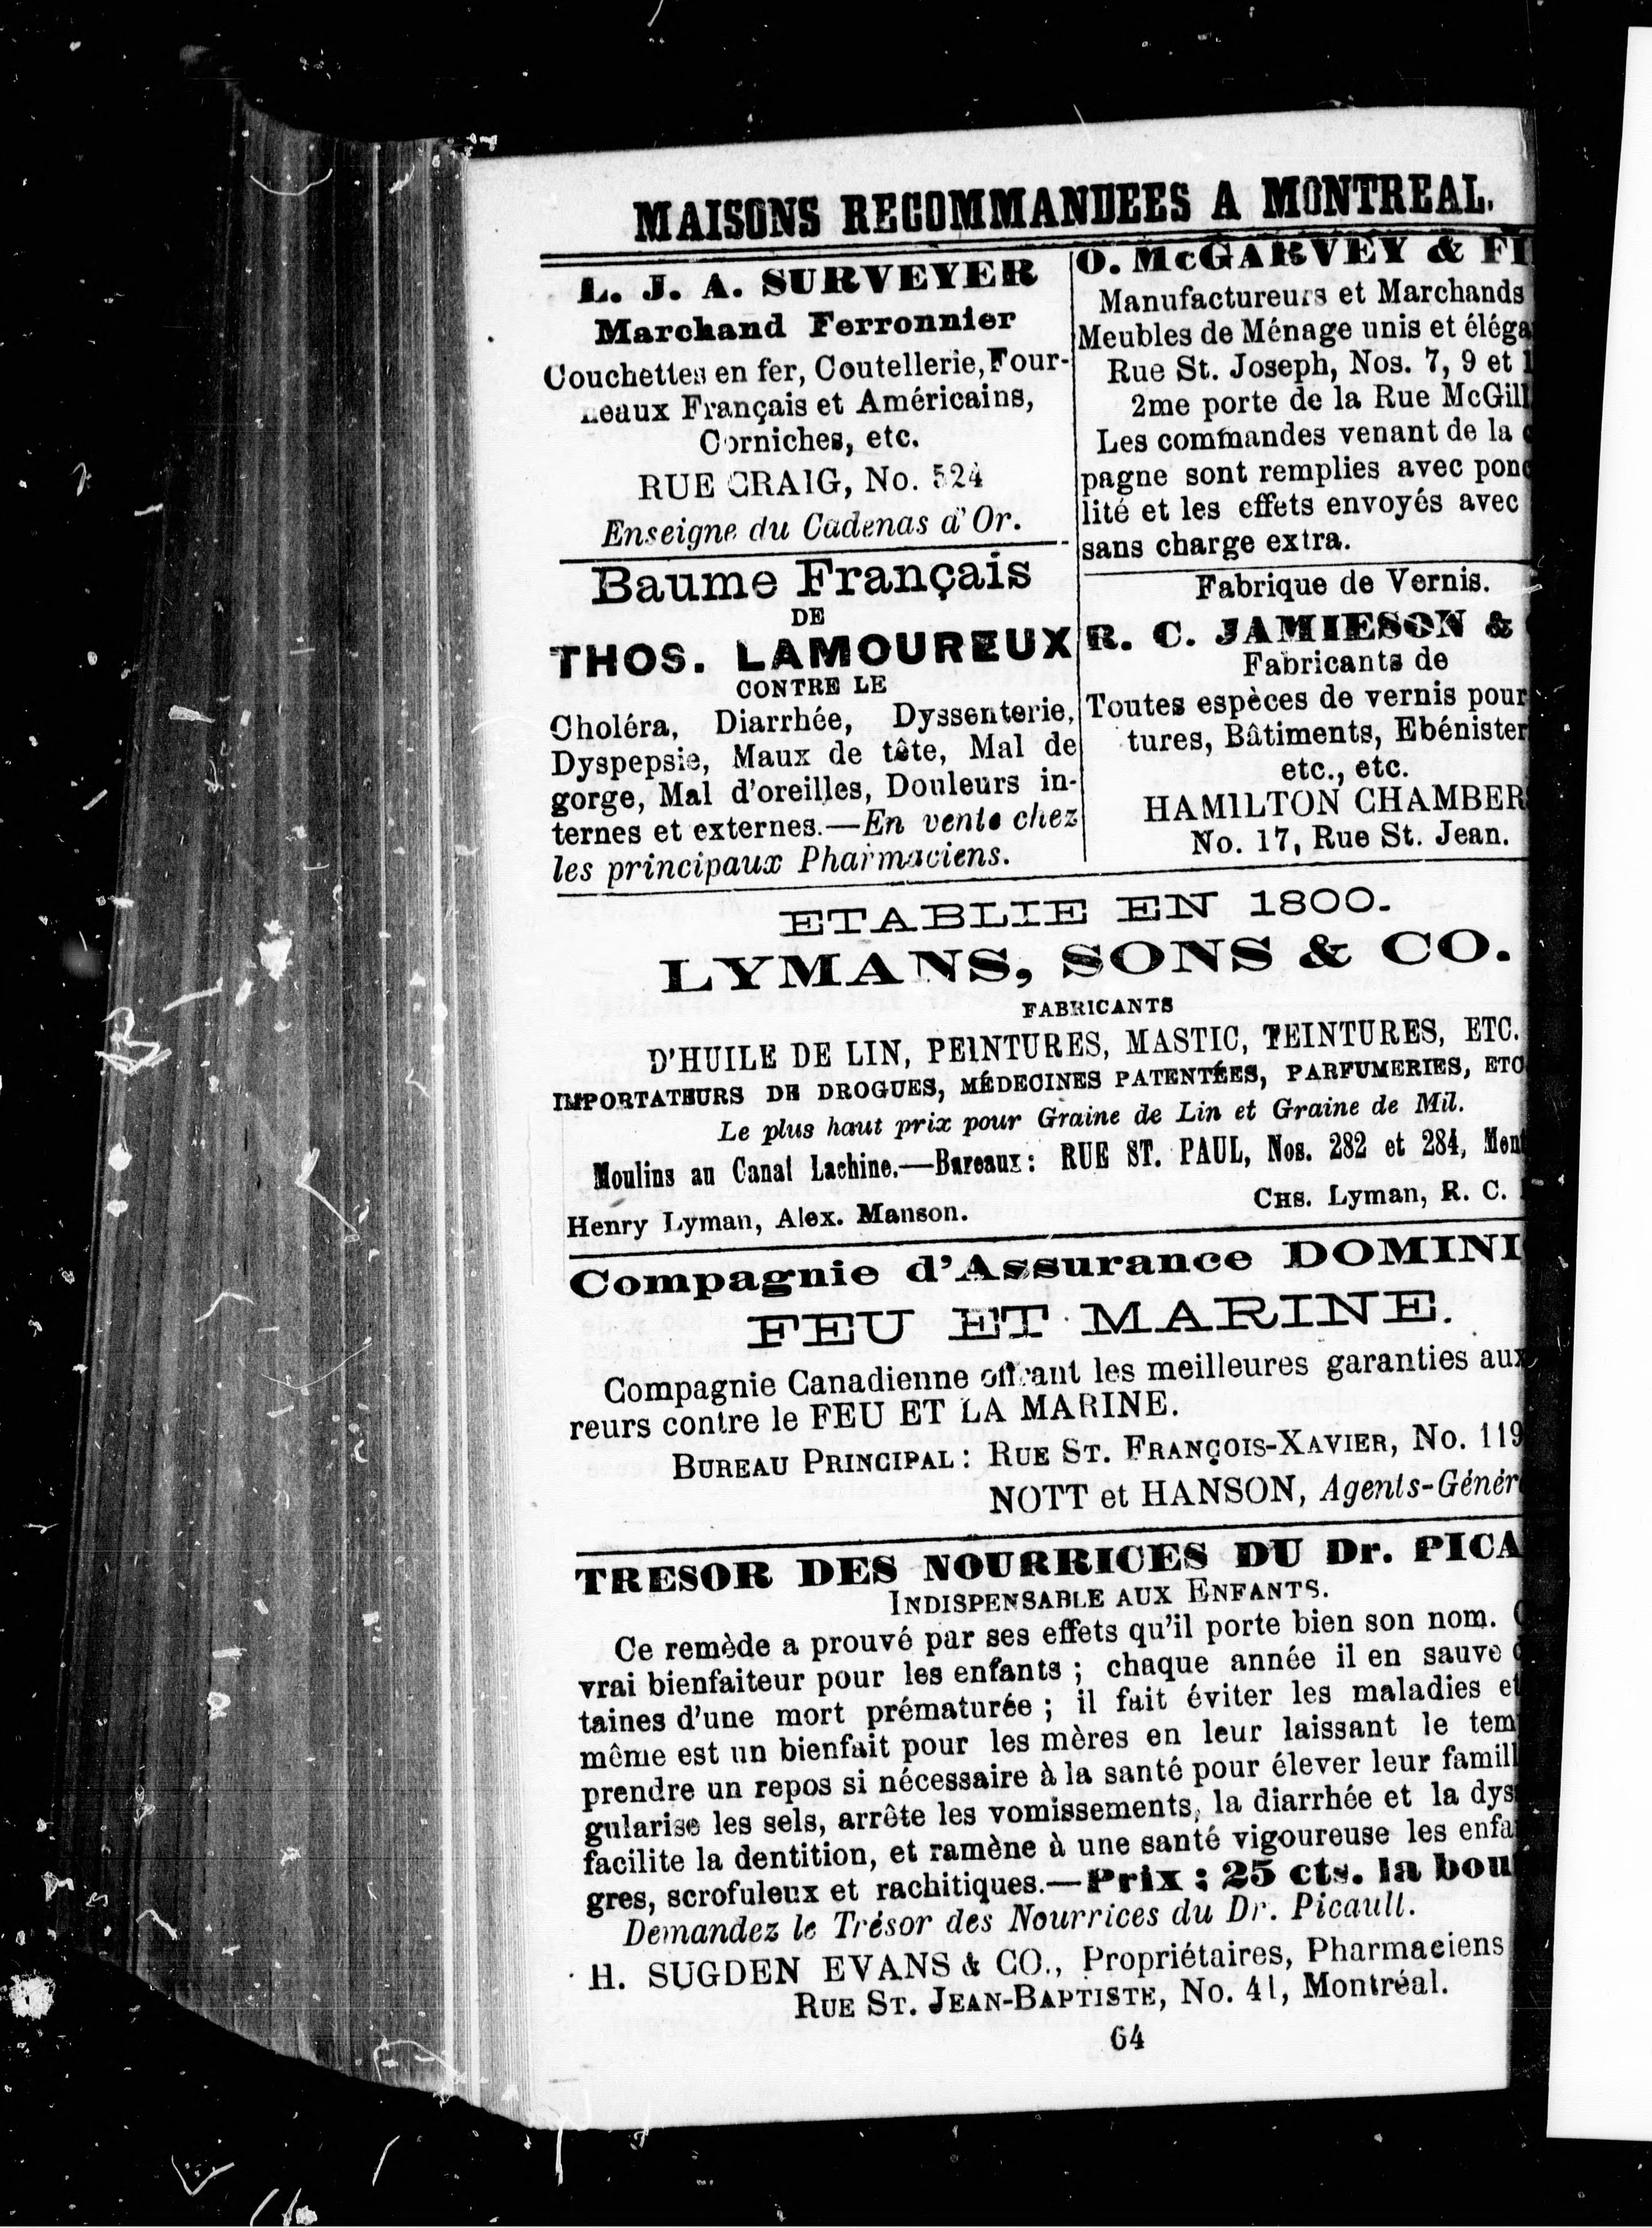 MAISONS RECOMMANDEES A MONTREAL.
L. J. A. SURVEYER
Marchand Ferronnier
Couchettes en fer, Coutellerie, Four-
neaux Français et Américains,
Corniches, etc.
RUE CRAIG, No. 524
Enseigne du Cadenas d'Or.
Baume Français
DE
THOS. LAMOUREUX
CONTRE LE
Choléra, Diarrhée, Dyssenterie,
Dyspepsie, Maux de tête, Mal de
gorge, Mal d'oreilles, Douleurs in-
ternes et externes.—En vente chez
les principaux Pharmaciens.
O. McGARVEY & FI
Manufactureurs et Marchands
Meubles de Ménage unis et éléga
Rue St. Joseph, Nos. 7, 9 et 1
2me porte de la Rue McGill
Les commandes venant de la
pagne sont remplies avec ponc
lité et les effets envoyés avec
sans charge extra.
Fabrique de Vernis.
R. C. JAMIESON &
Fabricants de
Toutes espèces de vernis pour
tures, Bâtiments, Ebénister
etc., etc.
HAMILTON CHAMBERS
No. 17, Rue St. Jean.
ETABLIE EN 1800.
LYMANS, SONS & CO.
FABRICANTS
D'HUILE DE LIN, PEINTURES, MASTIC, TEINTURES, ETC.
IMPORTATEURS DE DROGUES, MÉDECINES PATENTÉES, PARFUMERIES, ETC
Le plus haut prix pour Graine de Lin et Graine de Mil.
Moulins au Canal Lachine.—Bureaux: RUE ST. PAUL, Nos. 282 et 284, Mont
Henry Lyman, Alex. Manson. CHS. Lyman, R. C.
Compagnie d'Assurance DOMINI
FEU ET MARINE.
Compagnie Canadienne offrant les meilleures garanties aux
reurs contre le FEU ET LA MARINE.
BUREAU PRINCIPAL: RUE ST. FRANÇOIS-XAVIER, No. 119
NOTT et HANSON, Agents-Génér
TRESOR DES NOURRICES DU Dr. PICA
INDISPENSABLE AUX ENFANTS.
Ce remède a prouvé par ses effets qu'il porte bien son nom.
vrai bienfaiteur pour les enfants; chaque année il en sauve
taines d'une mort prématurée; il fait éviter les maladies et
même est un bienfait pour les mères en leur laissant le tem
prendre un repos si nécessaire à la santé pour élever leur famill
gularise les sels, arrête les vomissements, la diarrhée et la dys
facilite la dentition, et ramène à une santé vigoureuse les enfa
gres, scrofuleux et rachitiques.—Prix: 25 cts. la bou
Demandez le Trésor des Nourrices du Dr. Picault.
H. SUGDEN EVANS & CO., Propriétaires, Pharmaciens
RUE ST. JEAN-BAPTISTE, No. 41, Montréal.
64